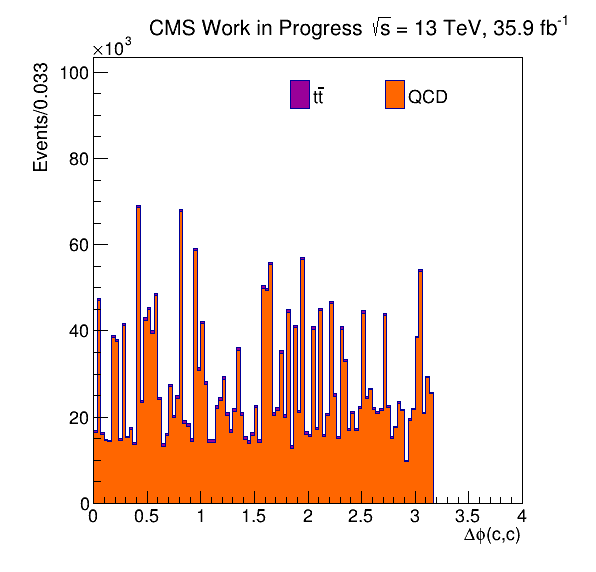 CMS Work in Progress √s = 13 TeV, 35.9 fb⁻¹
×10³
Events/0.033
100
80
60
40
20
0
tt̄
QCD
0 0.5 1 1.5 2 2.5 3 3.5 4
Δϕ(c,c)